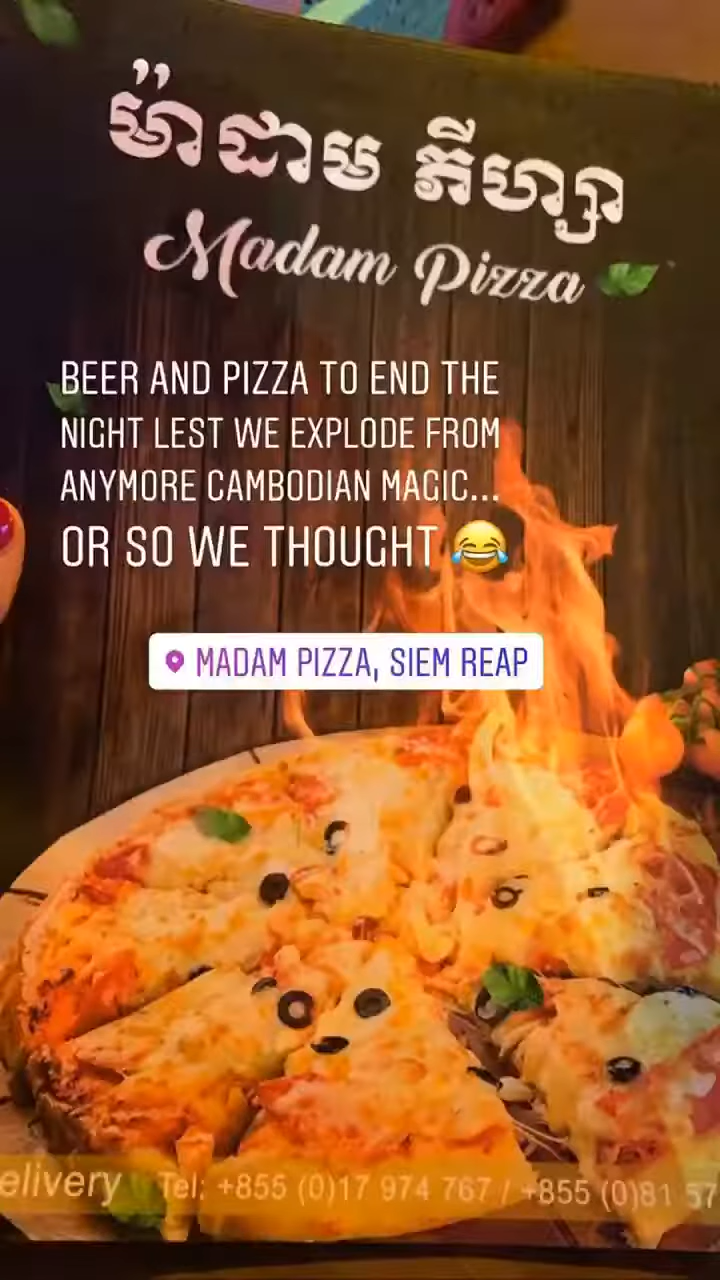 ម៉ាដាម ភីហ្សា
Madam Pizza
BEER AND PIZZA TO END THE
NIGHT LEST WE EXPLODE FROM
ANYMORE CAMBODIAN MAGIC...
OR SO WE THOUGHT 😂
MADAM PIZZA, SIEM REAP
elivery Tel: +855 (0)17 974 767 / +855 (0)81 57